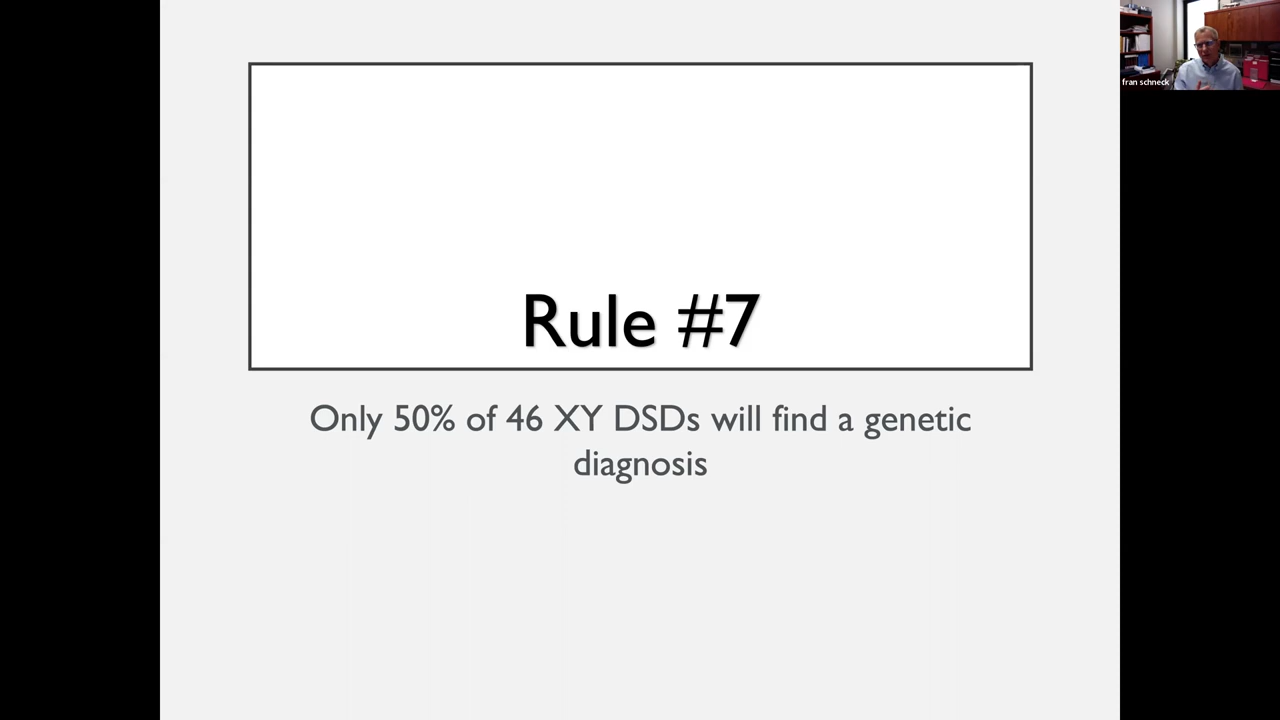 fran schneck
Rule #7
Only 50% of 46 XY DSDs will find a genetic
diagnosis